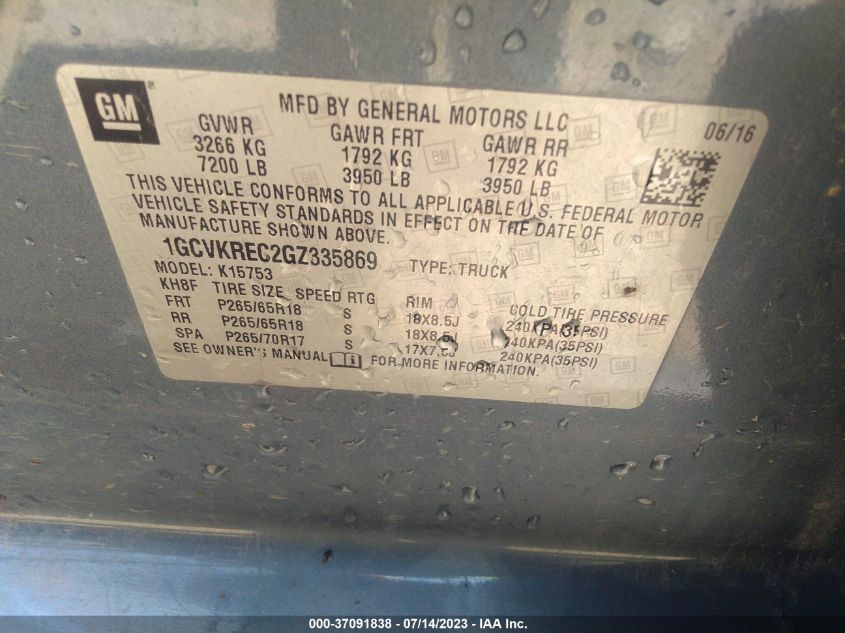 GM
MFD BY GENERAL MOTORS LLC
06/16
GVWR GAWR FRT GAWR RR
3266 KG 1792 KG 1792 KG
7200 LB 3950 LB 3950 LB
THIS VEHICLE CONFORMS TO ALL APPLICABLE U.S. FEDERAL MOTOR
VEHICLE SAFETY STANDARDS IN EFFECT ON THE DATE OF
MANUFACTURE SHOWN ABOVE.
1GCVKREC2GZ335869 TYPE: TRUCK
MODEL: K15753
KH8F TIRE SIZE SPEED RTG RIM COLD TIRE PRESSURE
FRT P265/65R18 S 18X8.5J 240KPA(35PSI)
RR P265/65R18 S 18X8.5J 240KPA(35PSI)
SPA P265/70R17 S 240KPA(35PSI)
SEE OWNER'S MANUAL FOR MORE INFORMATION.
000-37091838 - 07/14/2023 - IAA Inc.